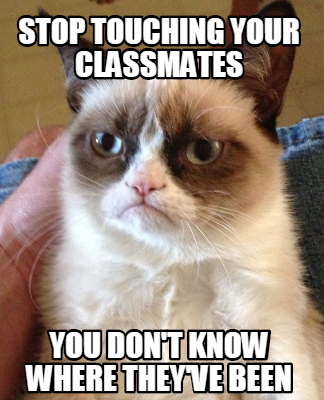 STOP TOUCHING YOUR
CLASSMATES
YOU DON'T KNOW
WHERE THEY'VE BEEN